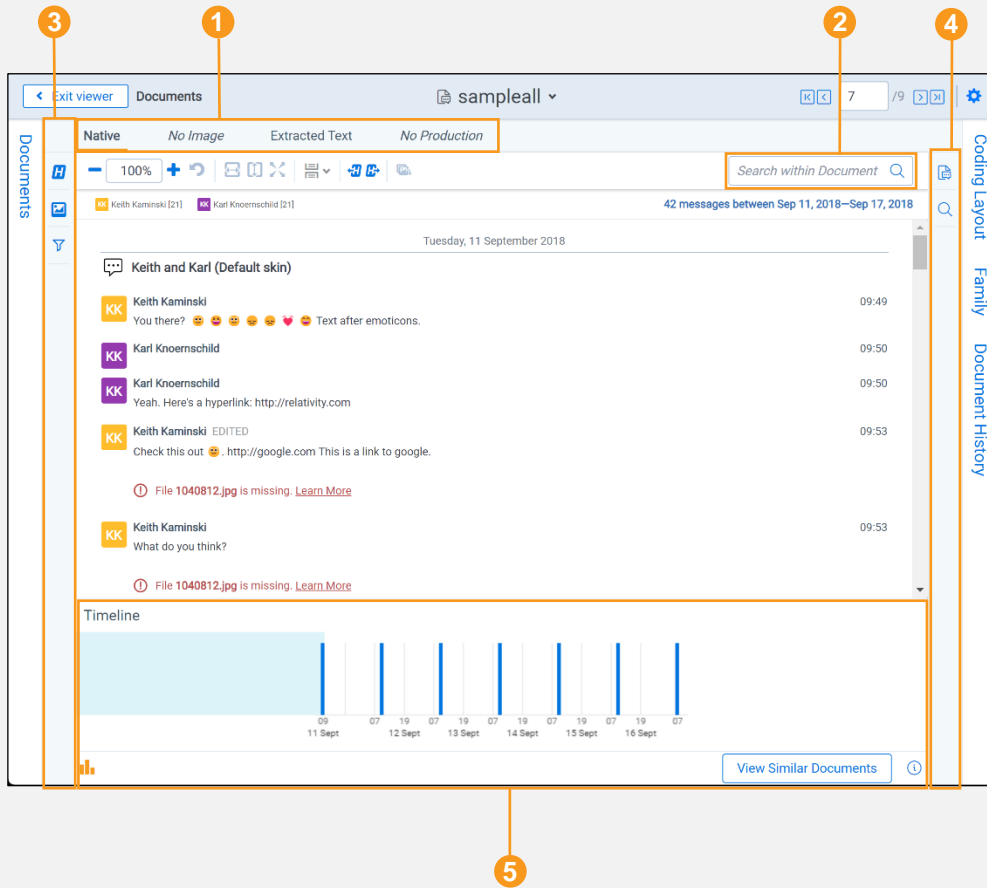 3
1
2
4
Exit viewer
Documents
sampleall
7
/9
Documents
Native
No Image
Extracted Text
No Production
100%
Search within Document
KK Keith Kaminski [21]
KK Karl Knoernschild [21]
42 messages between Sep 11, 2018—Sep 17, 2018
Tuesday, 11 September 2018
Keith and Karl (Default skin)
KK
Keith Kaminski
09:49
You there? 😐 😃 😐 😠 😠 💓 😄 Text after emoticons.
KK
Karl Knoernschild
09:50
KK
Karl Knoernschild
09:50
Yeah. Here's a hyperlink: http://relativity.com
KK
Keith Kaminski EDITED
09:53
Check this out 😐. http://google.com This is a link to google.
File 1040812.jpg is missing. Learn More
KK
Keith Kaminski
09:53
What do you think?
File 1040812.jpg is missing. Learn More
Coding Layout
Family
Document History
Timeline
09 07 19 07 19 07 19 07 19 07 19 07
11 Sept 12 Sept 13 Sept 14 Sept 15 Sept 16 Sept
View Similar Documents
5